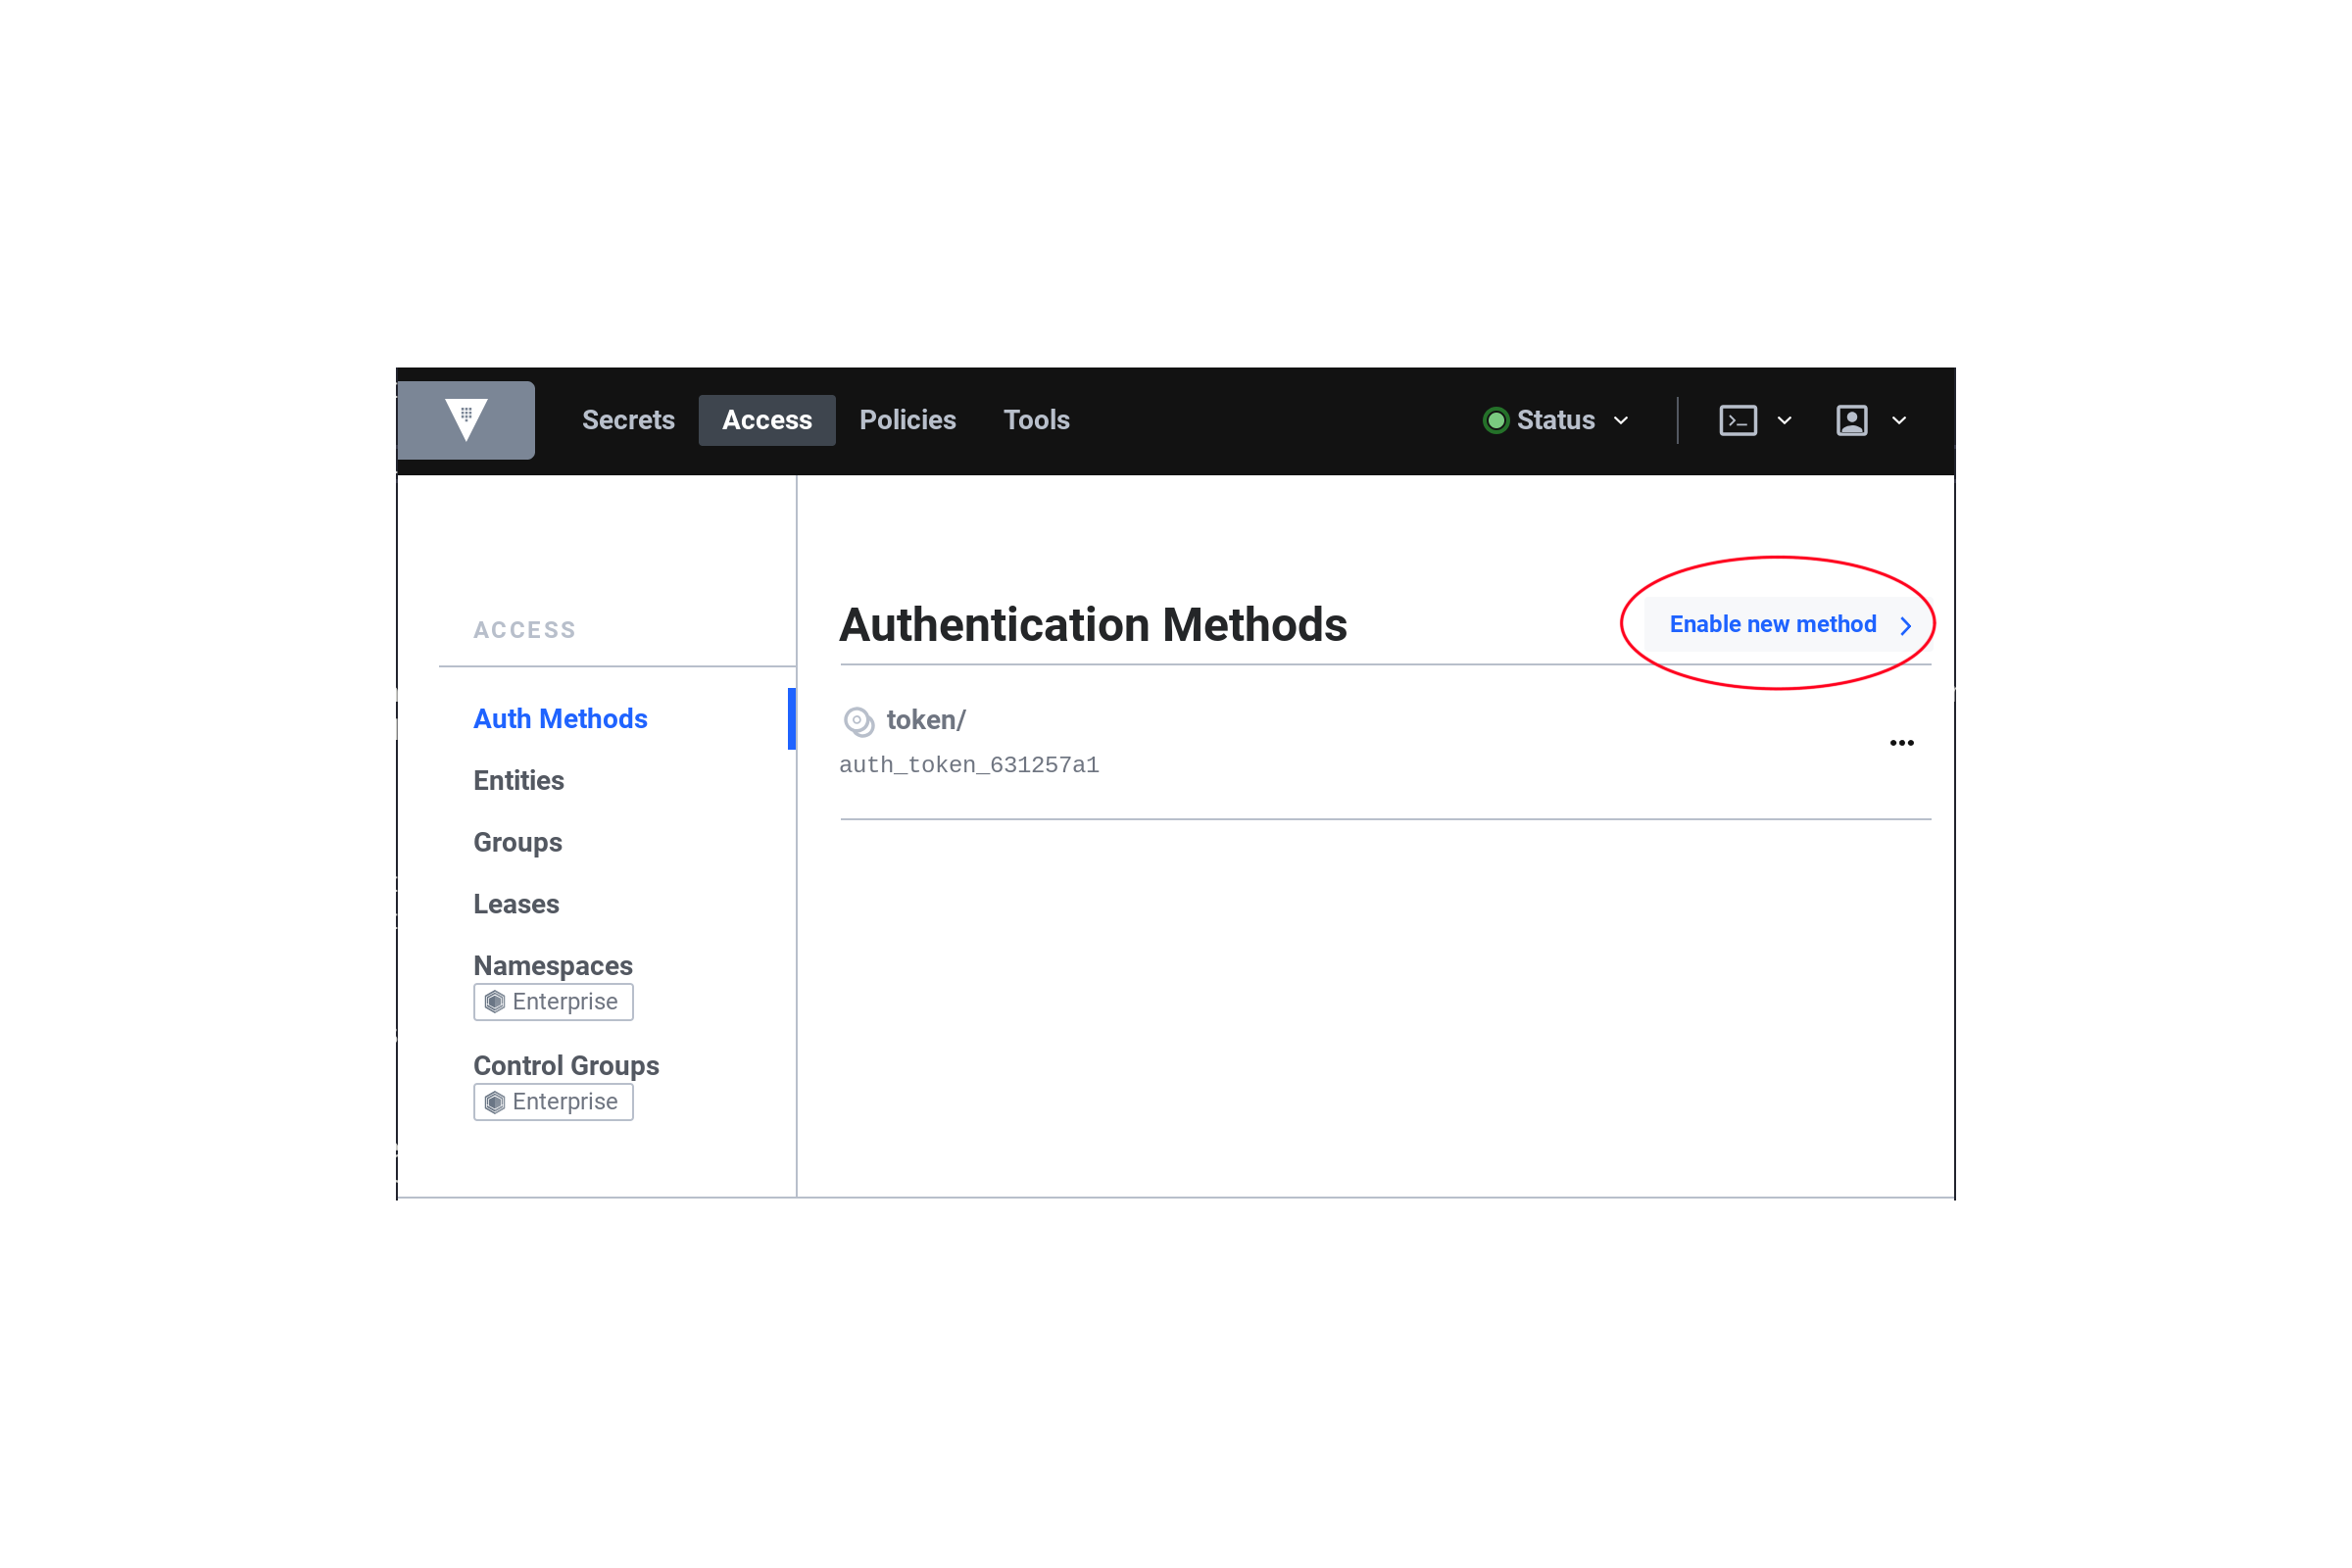 Secrets Access Policies Tools Status
ACCESS
Auth Methods
Entities
Groups
Leases
Namespaces
Enterprise
Control Groups
Enterprise
Authentication Methods
Enable new method
token/
auth_token_631257a1